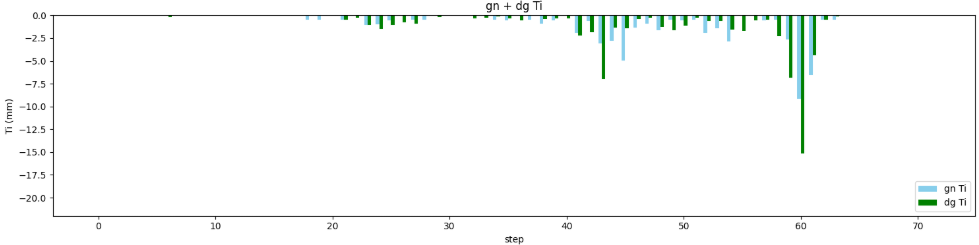 gn + dg Ti
0.0
−2.5
−5.0
−7.5
−10.0
−12.5
−15.0
−17.5
−20.0
Ti (mm)
0 10 20 30 40 50 60 70
step
gn Ti
dg Ti